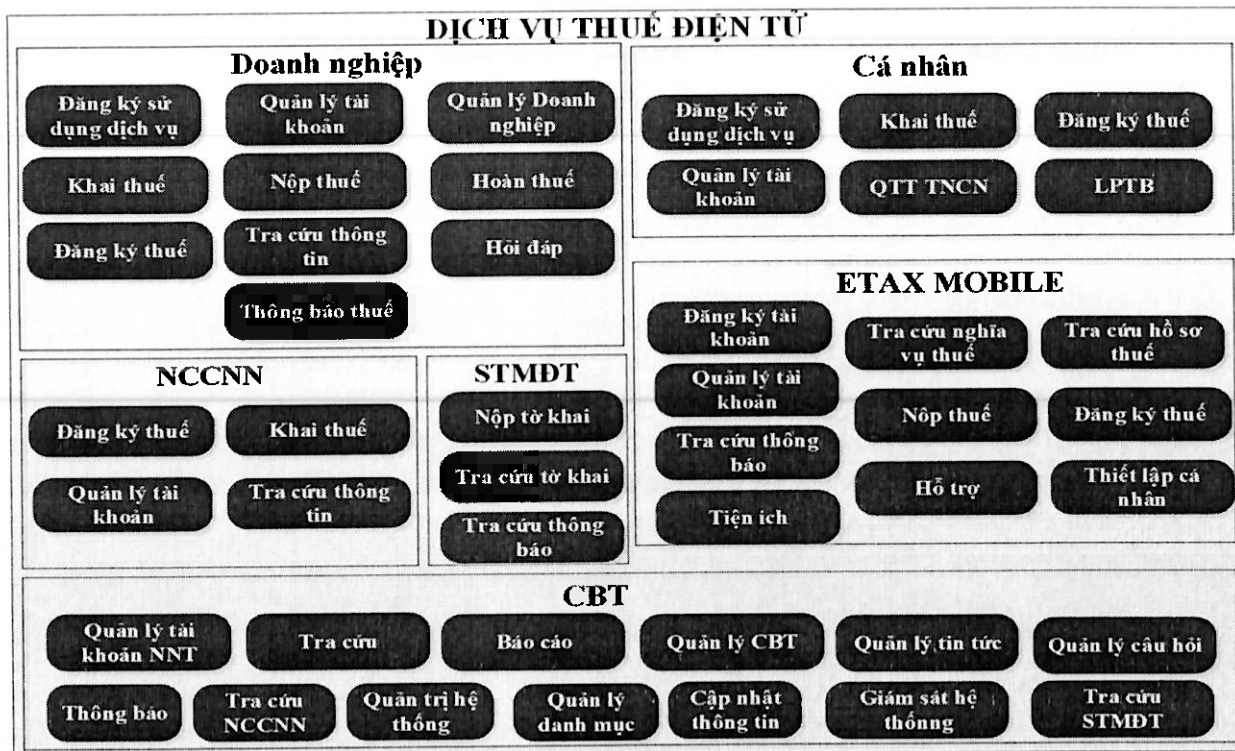 DỊCH VỤ THUẾ ĐIỆN TỬ
Doanh nghiệp
Đăng ký sử
dụng dịch vụ
Quản lý tài
khoản
Quản lý Doanh
nghiệp
Khai thuế
Nộp thuế
Hoàn thuế
Đăng ký thuế
Tra cứu thông
tin
Hỏi đáp
Thông báo thuế
Cá nhân
Đăng ký sử
dụng dịch vụ
Khai thuế
Đăng ký thuế
Quản lý tài
khoản
QTT TNCN
LPTB
ETAX MOBILE
Đăng ký tài
khoản
Tra cứu nghĩa
vụ thuế
Tra cứu hồ sơ
thuế
Quản lý tài
khoản
Nôp thuế
Đăng ký thuế
Tra cứu thông
báo
Hỗ trợ
Thiết lập cá
nhân
Tiện ích
NCCNN
Đăng ký thuế
Khai thuế
Quản lý tài
khoản
Tra cứu thông
tin
STMĐT
Nộp tờ khai
Tra cứu tờ khai
Tra cứu thông
báo
CBT
Quản lý tài
khoản NNT
Tra cứu
Báo cáo
Quản lý CBT
Quản lý tin tức
Quản lý câu hỏi
Thông báo
Tra cứu
NCCNN
Quản trị hệ
thống
Quản lý
danh mục
Cập nhật
thông tin
Giám sát hệ
thốnng
Tra cứu
STMĐT